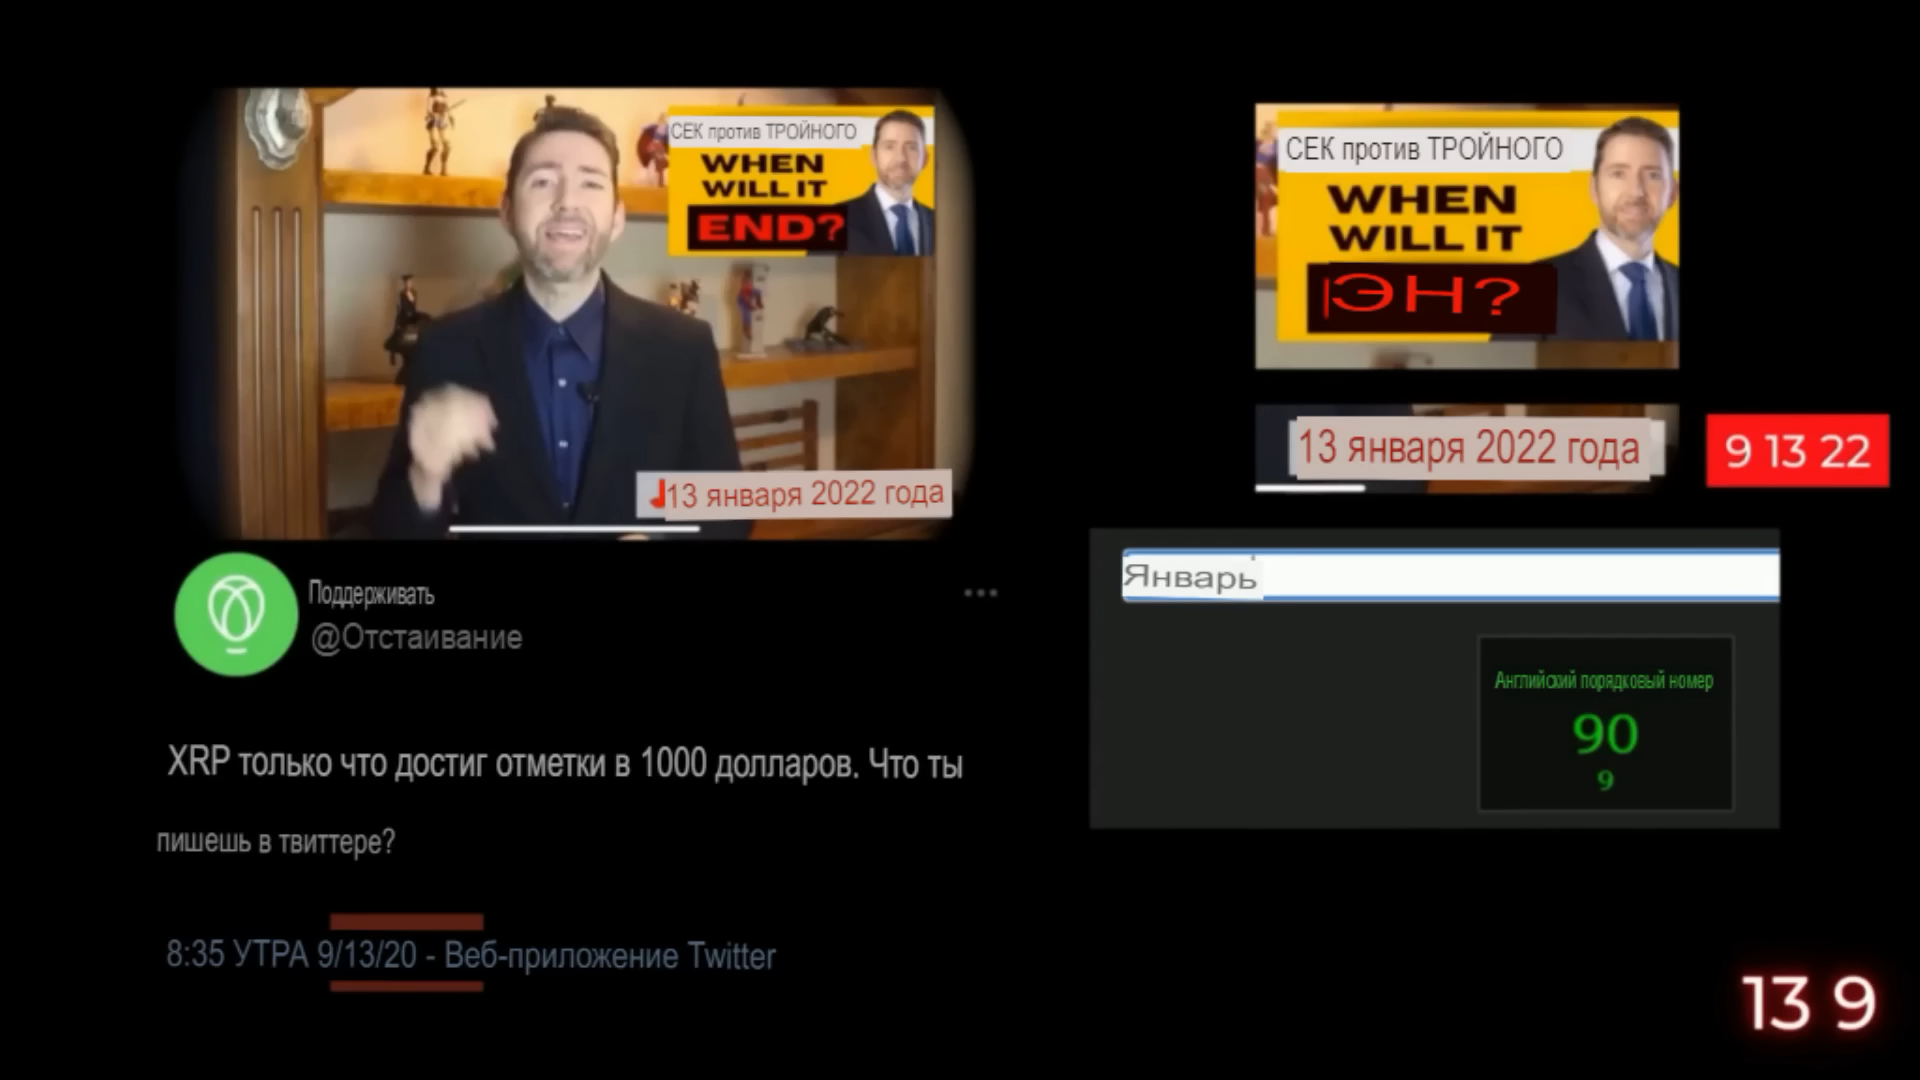 СЕК против ТРОЙНОГО
WHEN
WILL IT
END?
13 января 2022 года
Поддерживать
@Отстаивание
XRP только что достиг отметки в 1000 долларов. Что ты
пишешь в твиттере?
8:35 УТРА 9/13/20 - Веб-приложение Twitter
СЕК против ТРОЙНОГО
WHEN
WILL IT
ЭН?
13 января 2022 года
9 13 22
Январь
Английский порядковый номер
90
9
13 9